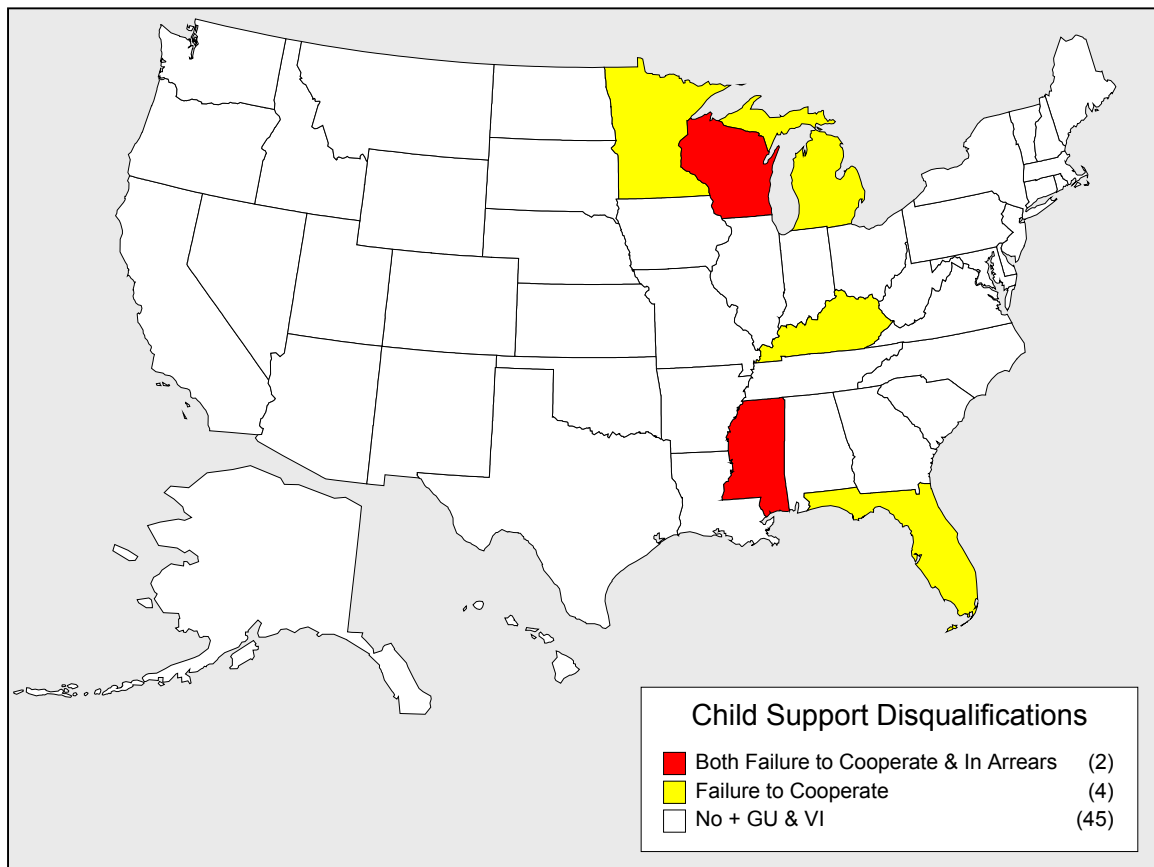 Child Support Disqualifications
Both Failure to Cooperate & In Arrears (2)
Failure to Cooperate (4)
No + GU & VI (45)